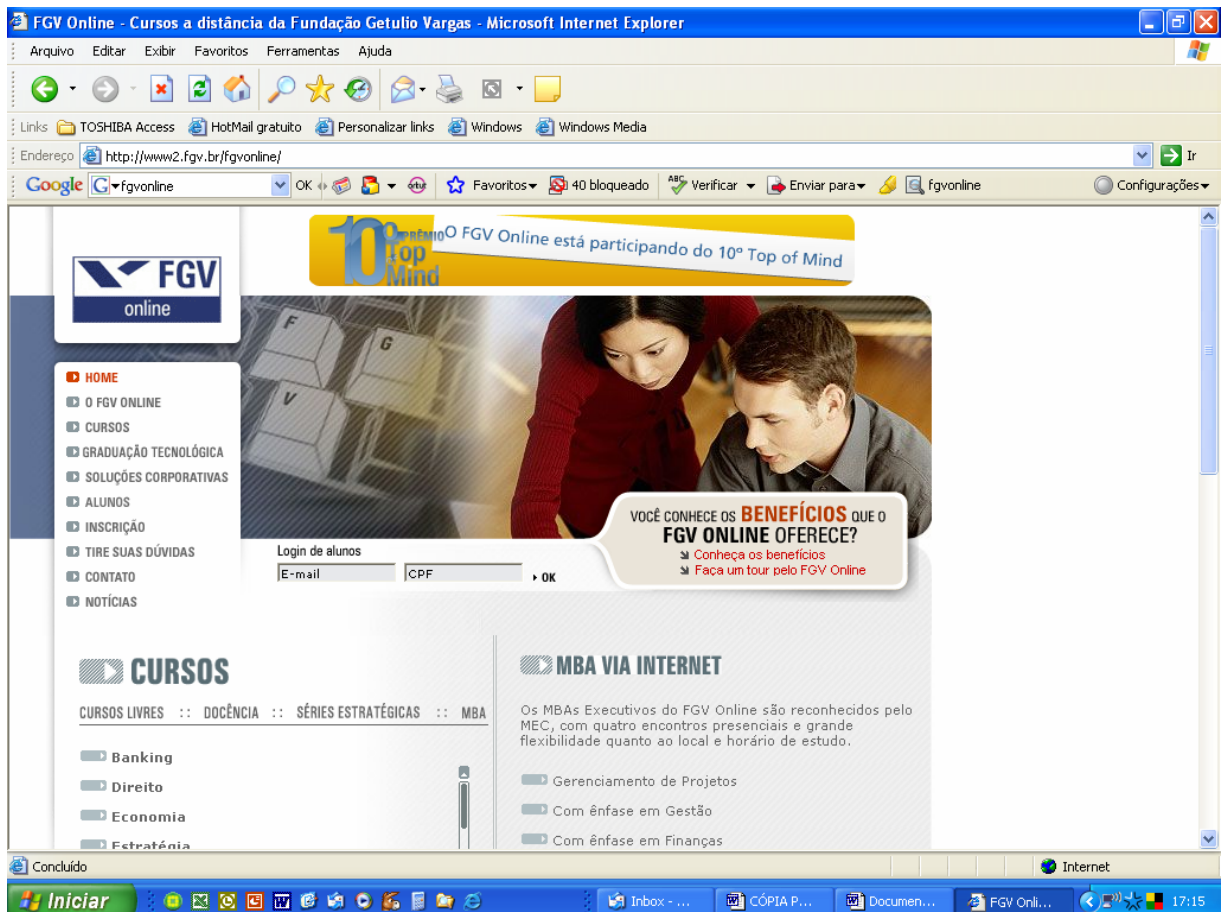 FGV Online - Cursos a distância da Fundação Getulio Vargas - Microsoft Internet Explorer
Arquivo Editar Exibir Favoritos Ferramentas Ajuda
Links TOSHIBA Access HotMail gratuito Personalizar links Windows Windows Media
Endereço http://www2.fgv.br/fgvonline/ Ir
Google G fgvonline OK Favoritos 40 bloqueado ABC Verificar Enviar para fgvonline Configurações
10º PRÊMIO Top of Mind
O FGV Online está participando do 10º Top of Mind
FGV
online
F G V
HOME
O FGV ONLINE
CURSOS
GRADUAÇÃO TECNOLÓGICA
SOLUÇÕES CORPORATIVAS
ALUNOS
INSCRIÇÃO
TIRE SUAS DÚVIDAS
CONTATO
NOTÍCIAS
VOCÊ CONHECE OS BENEFÍCIOS QUE O
FGV ONLINE OFERECE?
Conheça os benefícios
Faça um tour pelo FGV Online
Login de alunos
E-mail CPF OK
CURSOS
CURSOS LIVRES :: DOCÊNCIA :: SÉRIES ESTRATÉGICAS :: MBA
Banking
Direito
Economia
Estratégia
MBA VIA INTERNET
Os MBAs Executivos do FGV Online são reconhecidos pelo
MEC, com quatro encontros presenciais e grande
flexibilidade quanto ao local e horário de estudo.
Gerenciamento de Projetos
Com ênfase em Gestão
Com ênfase em Finanças
Concluído Internet
Iniciar Inbox - ... CÓPIA P... Documen... FGV Onli... 17:15